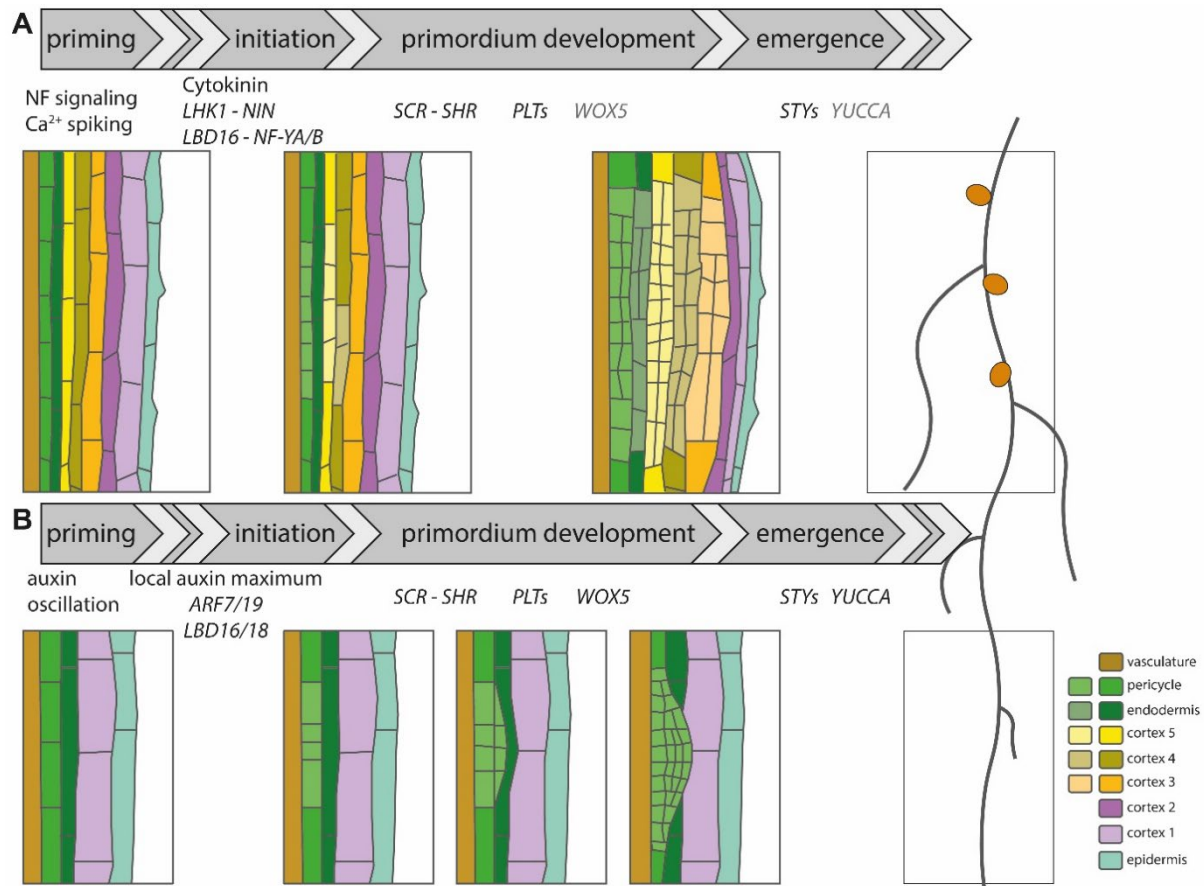 A
priming initiation primordium development emergence
NF signaling
Ca²⁺ spiking
Cytokinin
LHK1 - NIN
LBD16 - NF-YA/B
SCR - SHR PLTs WOX5 STYs YUCCA
B
priming initiation primordium development emergence
auxin
oscillation
local auxin maximum
ARF7/19
LBD16/18
SCR - SHR PLTs WOX5 STYs YUCCA
vasculature
pericycle
endodermis
cortex 5
cortex 4
cortex 3
cortex 2
cortex 1
epidermis